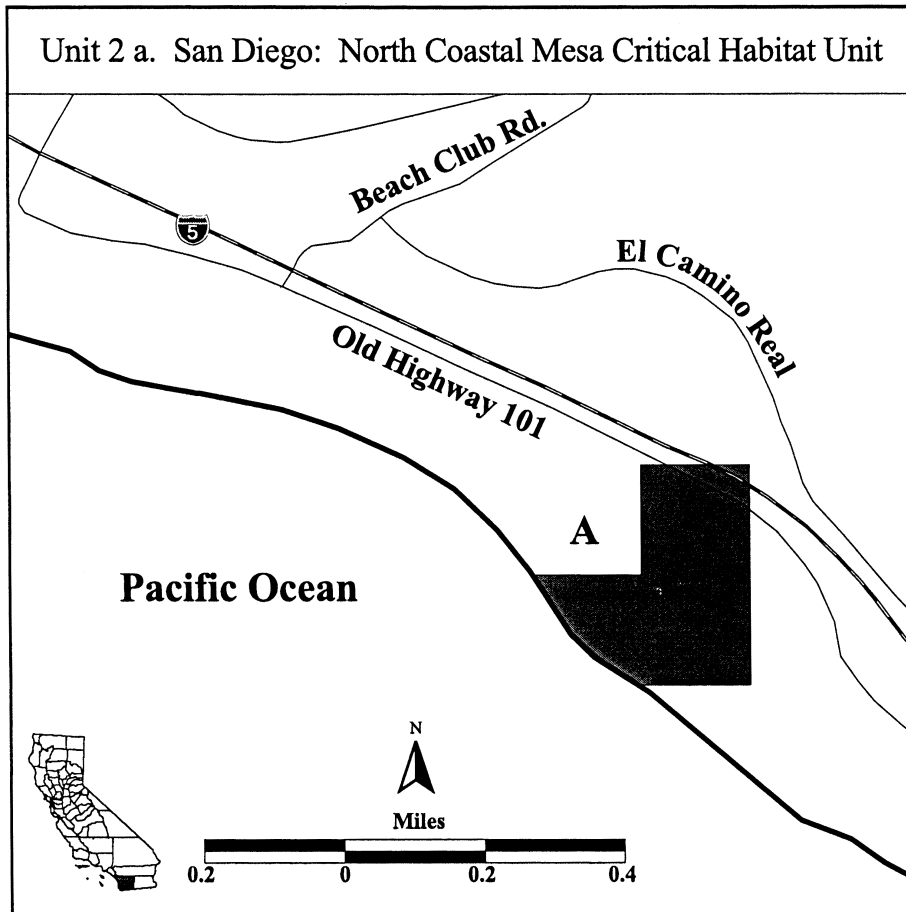 Unit 2 a. San Diego: North Coastal Mesa Critical Habitat Unit
Beach Club Rd.
5
El Camino Real
Old Highway 101
A
Pacific Ocean
N
Miles
0.2 0 0.2 0.4